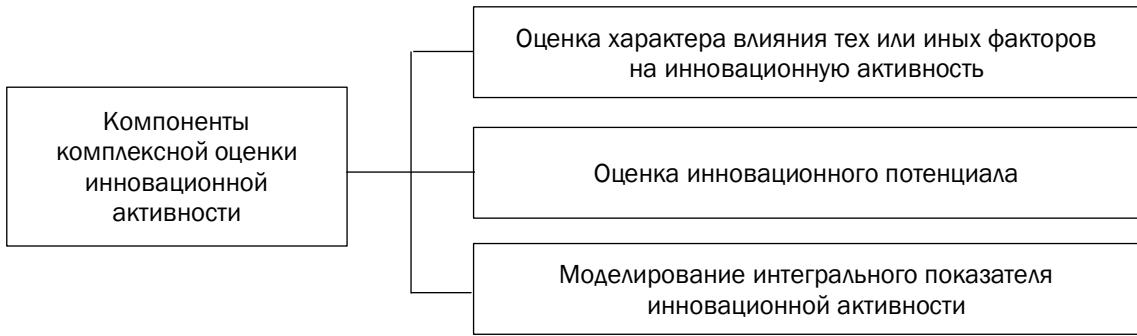 Компоненты
комплексной оценки
инновационной
активности
Оценка характера влияния тех или иных факторов
на инновационную активность
Оценка инновационного потенциала
Моделирование интегрального показателя
инновационной активности